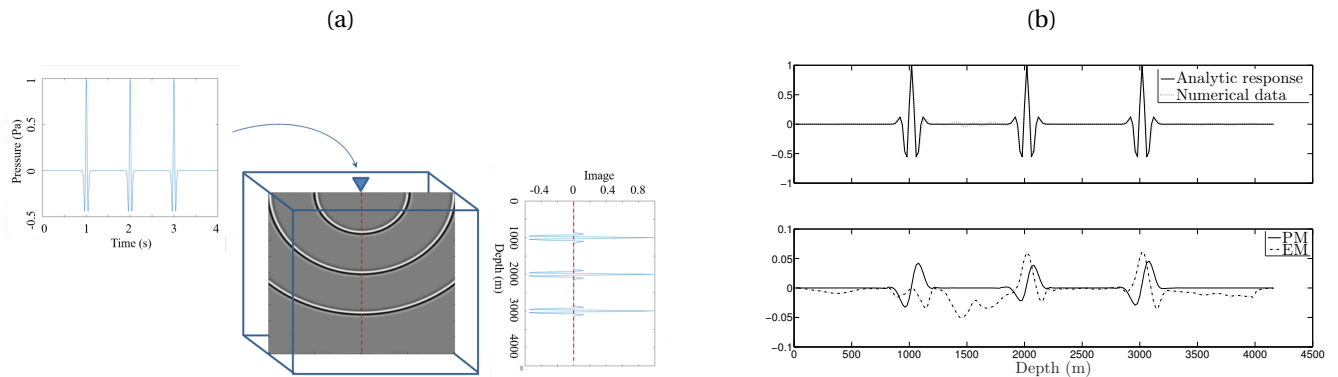 (a)
(b)
1
0.5
0
-0.5
Pressure (Pa)
0 1 2 3 4
Time (s)
Image
-0.4 0 0.4 0.8
0
1000
2000
3000
4000
Depth (m)
1
0.5
0
−0.5
−1
Analytic response
Numerical data
0.1
0.05
0
−0.05
−0.1
PM
EM
0 500 1000 1500 2000 2500 3000 3500 4000 4500
Depth (m)